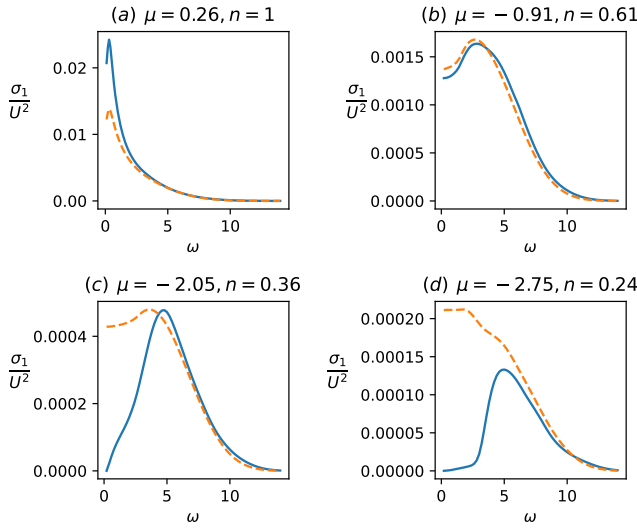 (a) μ = 0.26, n = 1
σ₁/U²
0.02
0.01
0.00
0 5 10
ω
(b) μ = − 0.91, n = 0.61
σ₁/U²
0.0015
0.0010
0.0005
0.0000
0 5 10
ω
(c) μ = − 2.05, n = 0.36
σ₁/U²
0.0004
0.0002
0.0000
0 5 10
ω
(d) μ = − 2.75, n = 0.24
σ₁/U²
0.00020
0.00015
0.00010
0.00005
0.00000
0 5 10
ω